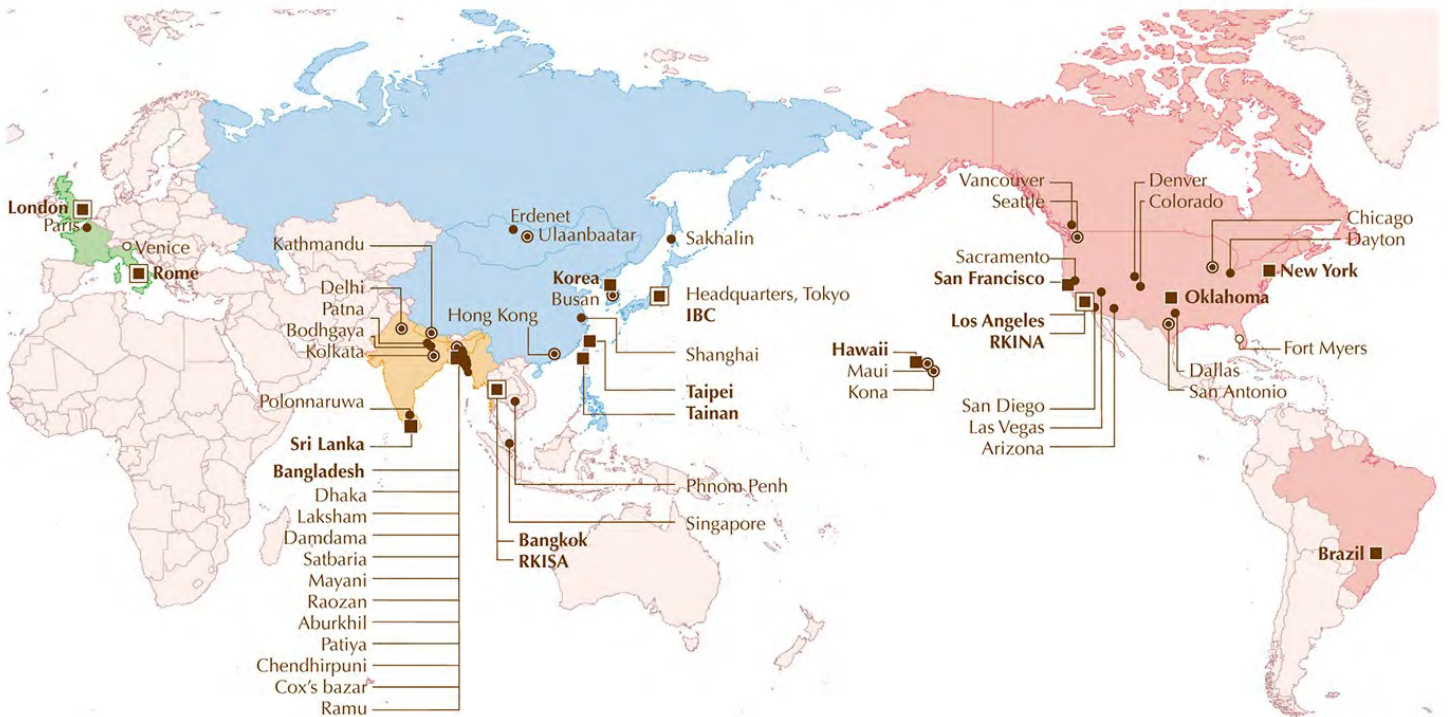 London
Paris
Venice
Rome
Kathmandu
Delhi
Patna
Bodhgaya
Kolkata
Polonnaruwa
Sri Lanka
Bangladesh
Dhaka
Laksham
Damdama
Satbaria
Mayani
Raozan
Aburkhil
Patiya
Chendhirpuni
Cox's bazar
Ramu
Erdenet
Ulaanbaatar
Sakhalin
Korea
Busan
Headquarters, Tokyo
IBC
Hong Kong
Shanghai
Taipei
Tainan
Phnom Penh
Singapore
Bangkok
RKISA
Hawaii
Maui
Kona
Vancouver
Seattle
Sacramento
San Francisco
Los Angeles
RKINA
San Diego
Las Vegas
Arizona
Denver
Colorado
Chicago
Dayton
New York
Oklahoma
Fort Myers
Dallas
San Antonio
Brazil